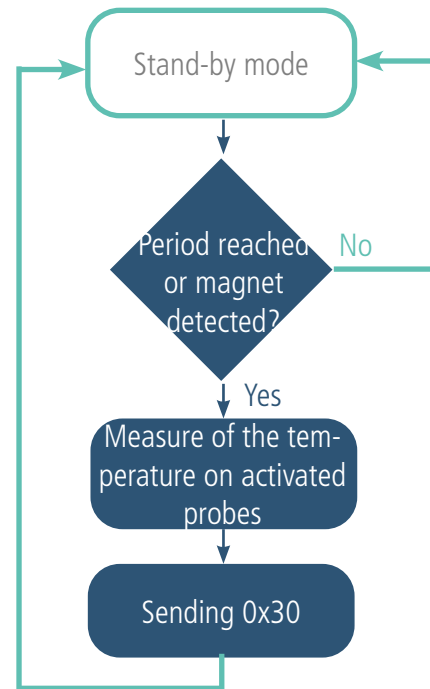 Stand-by mode
Period reached
or magnet
detected?
No
Yes
Measure of the tem-
perature on activated
probes
Sending 0x30